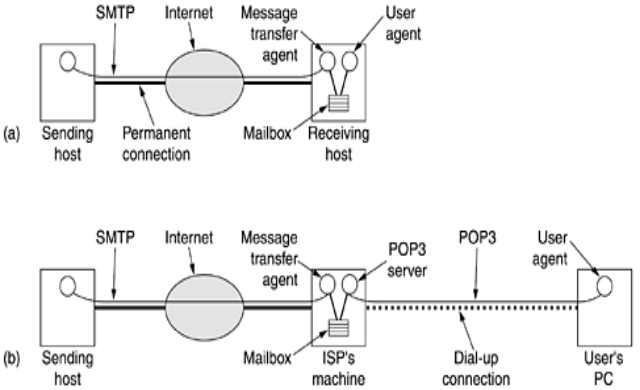 SMTP Internet Message transfer agent User agent
(a) Sending host Permanent connection Mailbox Receiving host
SMTP Internet Message transfer agent POP3 server POP3 User agent
(b) Sending host Mailbox ISP's machine Dial-up connection User's PC